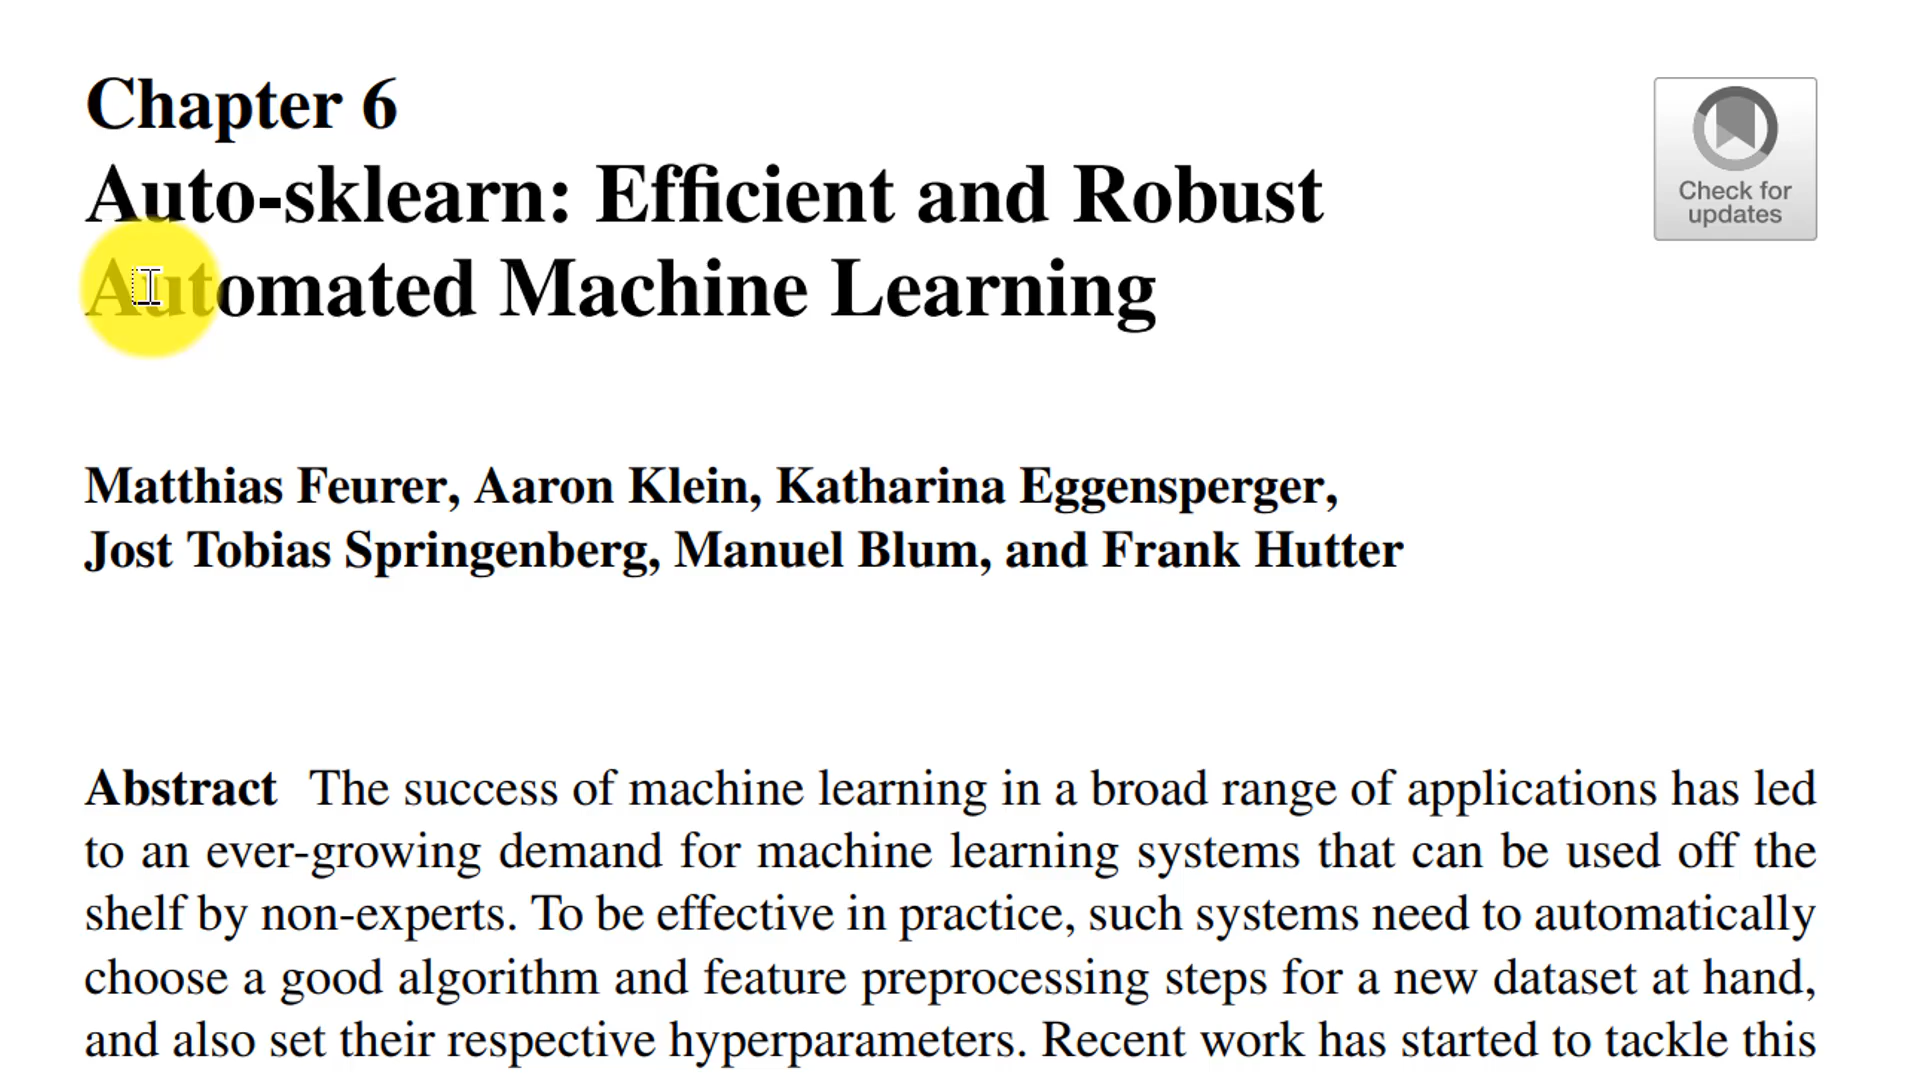 Chapter 6
Auto-sklearn: Efficient and Robust
Automated Machine Learning
Check for
updates
Matthias Feurer, Aaron Klein, Katharina Eggensperger,
Jost Tobias Springenberg, Manuel Blum, and Frank Hutter
Abstract The success of machine learning in a broad range of applications has led
to an ever-growing demand for machine learning systems that can be used off the
shelf by non-experts. To be effective in practice, such systems need to automatically
choose a good algorithm and feature preprocessing steps for a new dataset at hand,
and also set their respective hyperparameters. Recent work has started to tackle this